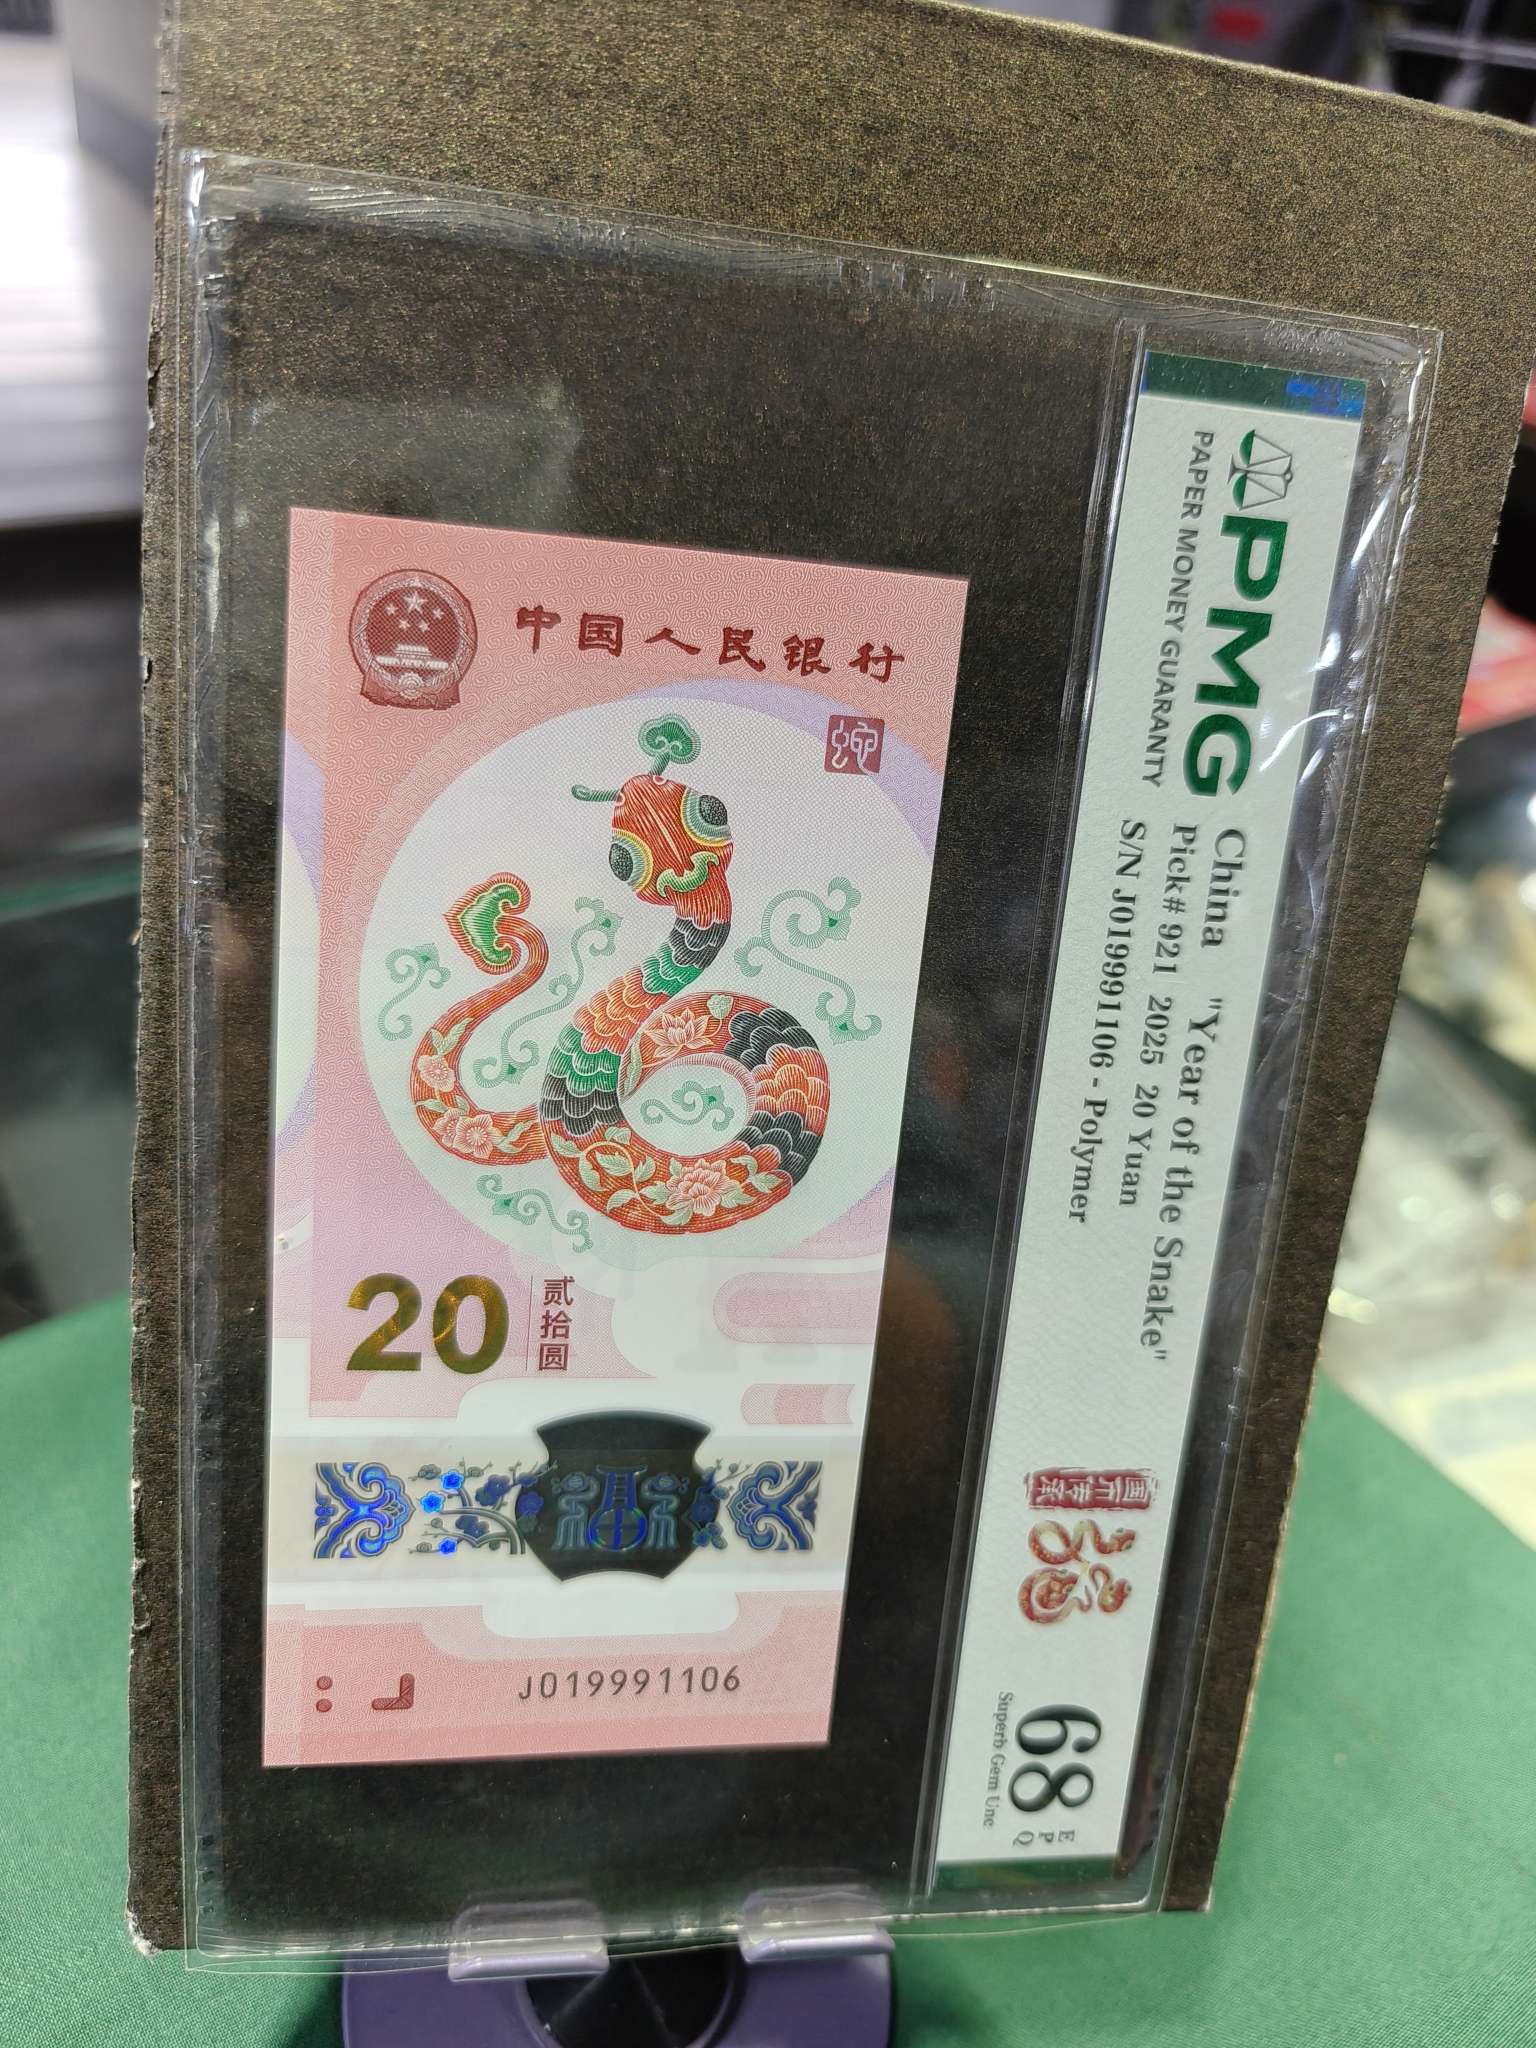 中国人民银行
蛇
20
贰拾圆
J019991106
PMG
PAPER MONEY GUARANTY
China "Year of the Snake"
Pick# 921 2025 20 Yuan
S/N J019991106 - Polymer
68
EPQ
Superb Gem Unc